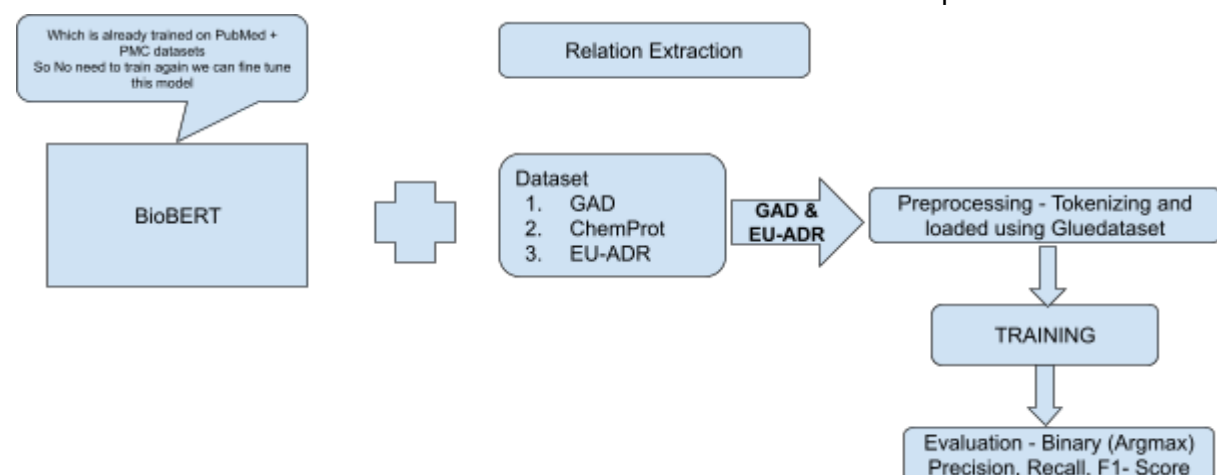 Which is already trained on PubMed +
PMC datasets
So No need to train again we can fine tune
this model
Relation Extraction
BioBERT
Dataset
1. GAD
2. ChemProt
3. EU-ADR
GAD &
EU-ADR
Preprocessing - Tokenizing and
loaded using Gluedataset
TRAINING
Evaluation - Binary (Argmax)
Precision, Recall, F1- Score